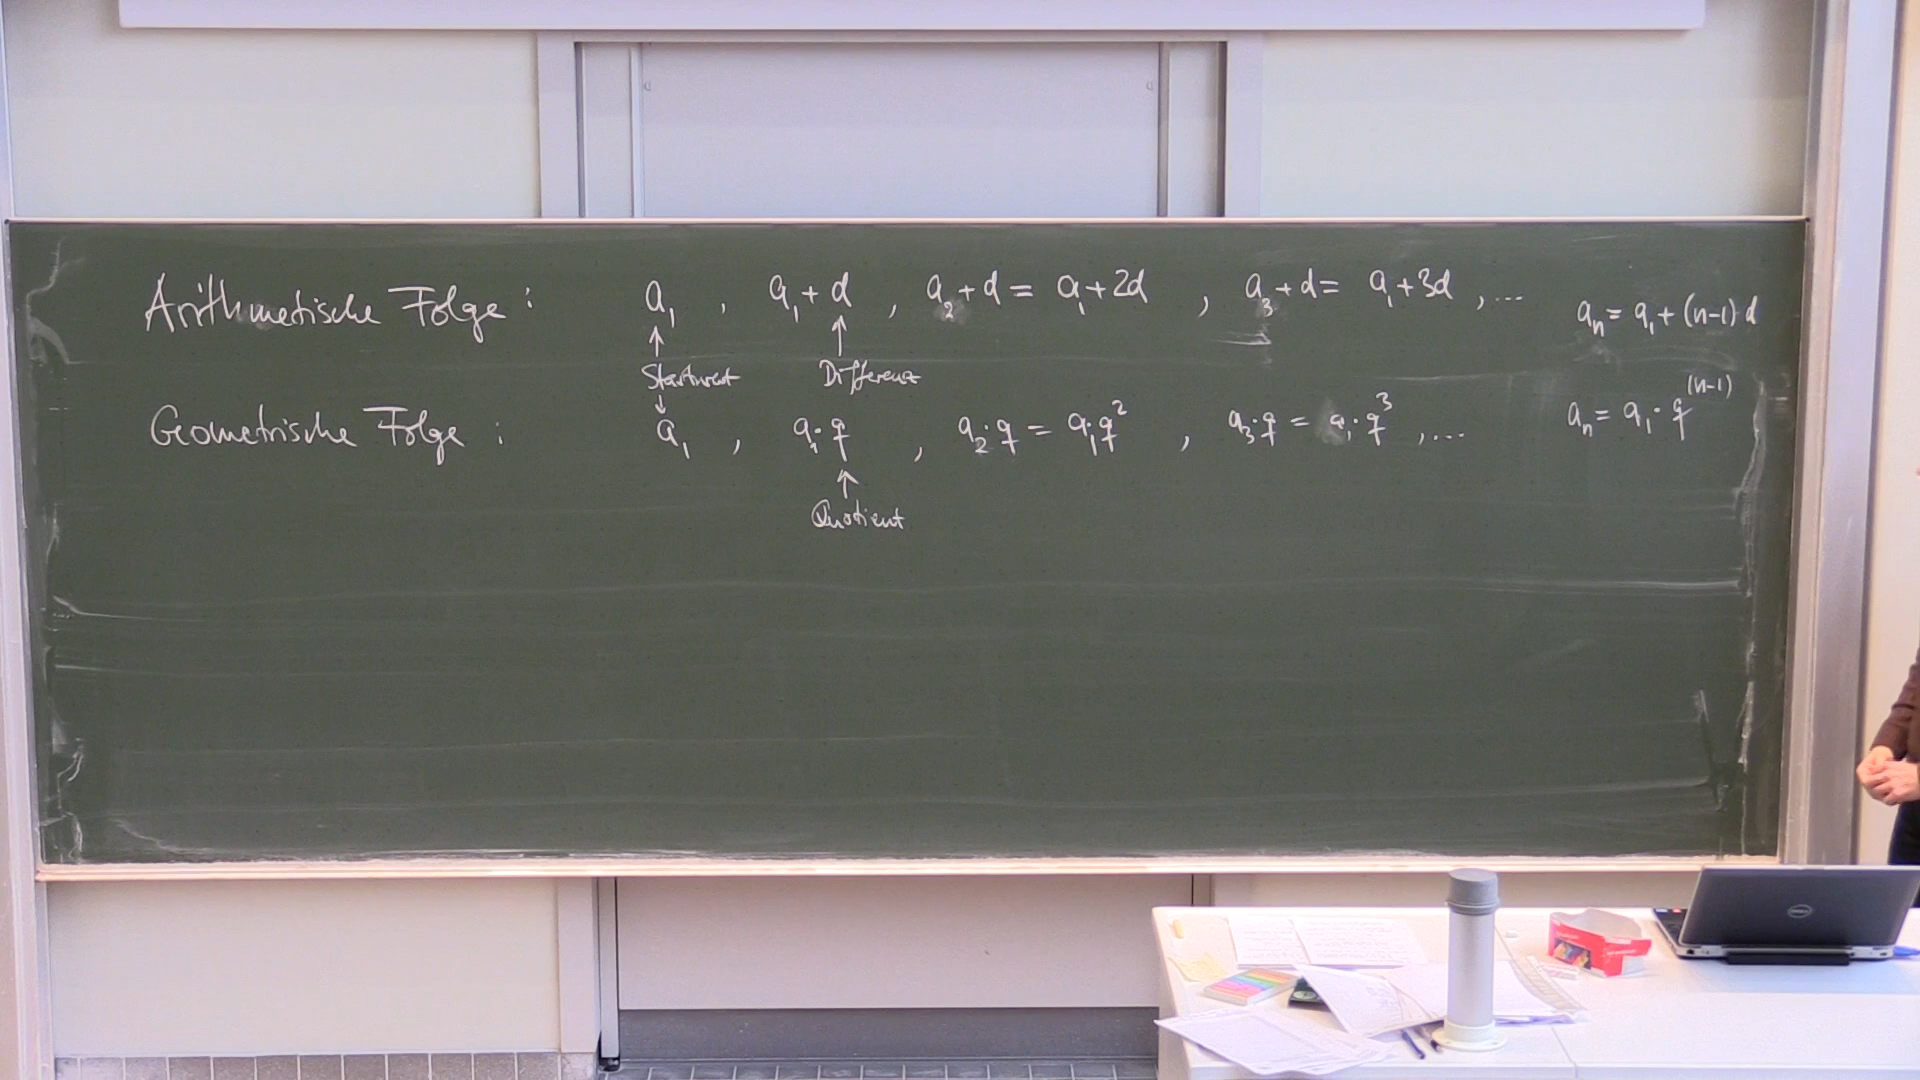 Arithmetische Folge : a₁ , a₁ + d , a₂ + d = a₁ + 2d , a₃ + d = a₁ + 3d , ... aₙ = a₁ + (n-1)·d
↑ ↑
Startwert Differenz
↓
Geometrische Folge : a₁ , a₁·q , a₂·q = a₁·q² , a₃·q = a₁·q³ , ... aₙ = a₁·q⁽ⁿ⁻¹⁾
↑
Quotient
DELL